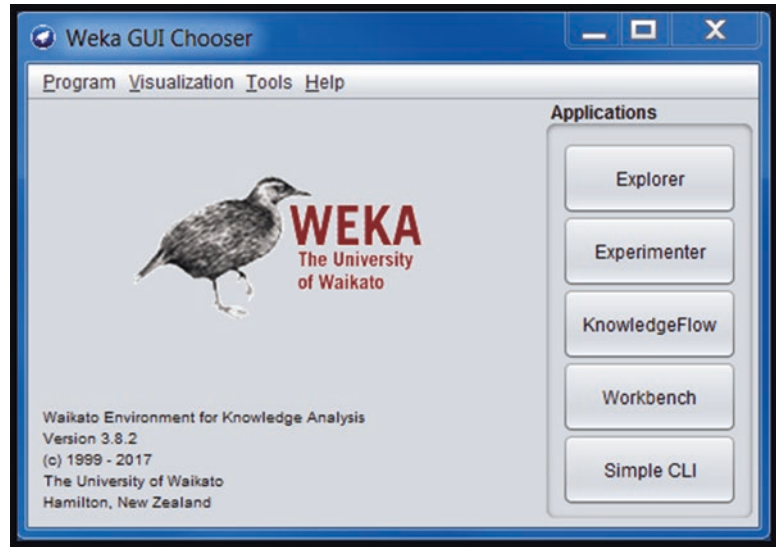 Weka GUI Chooser
Program Visualization Tools Help
Applications
Explorer
Experimenter
KnowledgeFlow
Workbench
Simple CLI
WEKA
The University
of Waikato
Waikato Environment for Knowledge Analysis
Version 3.8.2
(c) 1999 - 2017
The University of Waikato
Hamilton, New Zealand